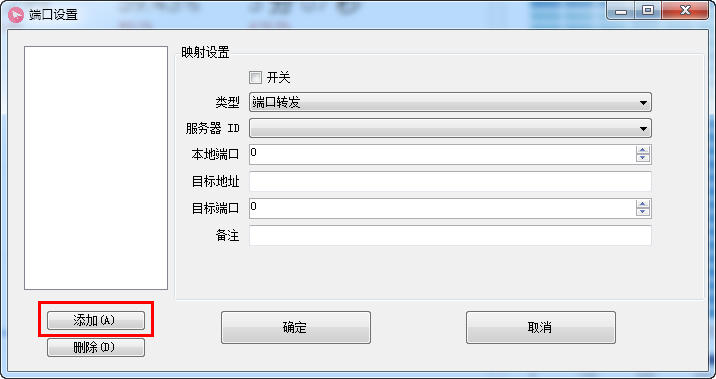 端口设置
映射设置
开关
类型 端口转发
服务器 ID
本地端口 0
目标地址
目标端口 0
备注
添加(A)
删除(D)
确定
取消